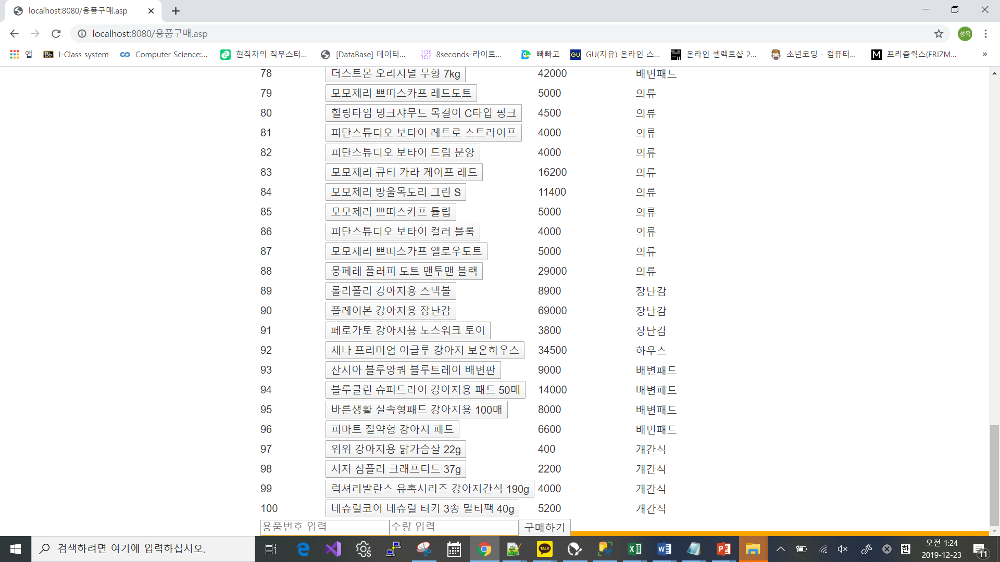 localhost:8080/용품구매.asp
localhost:8080/용품구매.asp
성욱
앱 I-Class system Computer Science:... 현직자의 직무스터... [DataBase] 데이터... 8seconds-라이트... 빠빠고 GU(지유) 온라인 스... 온라인 셀렉트샵 2... 소년코딩 - 컴퓨터... 프리즘웍스(FRIZM... »
78 더스트몬 오리지널 무향 7kg 42000 배변패드
79 모모제리 쁘띠스카프 레드도트 5000 의류
80 힐링타임 밍크샤무드 목걸이 C타입 핑크 4500 의류
81 피단스튜디오 보타이 레트로 스트라이프 4000 의류
82 피단스튜디오 보타이 드림 문양 4000 의류
83 모모제리 큐티 카라 케이프 레드 16200 의류
84 모모제리 방울목도리 그린 S 11400 의류
85 모모제리 쁘띠스카프 튤립 5000 의류
86 피단스튜디오 보타이 컬러 블록 4000 의류
87 모모제리 쁘띠스카프 옐로우도트 5000 의류
88 몽페레 플러피 도트 맨투맨 블랙 29000 의류
89 롤리폴리 강아지용 스낵볼 8900 장난감
90 플레이본 강아지용 장난감 69000 장난감
91 페로가토 강아지용 노스워크 토이 3800 장난감
92 새나 프리미엄 이글루 강아지 보온하우스 34500 하우스
93 산시아 블루앙쿼 블루트레이 배변판 9000 배변패드
94 블루클린 슈퍼드라이 강아지용 패드 50매 14000 배변패드
95 바른생활 실속형패드 강아지용 100매 8000 배변패드
96 피마트 절약형 강아지 패드 6600 배변패드
97 위위 강아지용 닭가슴살 22g 400 개간식
98 시저 심플리 크래프티드 37g 2200 개간식
99 럭셔리발란스 유혹시리즈 강아지간식 190g 4000 개간식
100 네츄럴코어 네츄럴 터키 3종 멀티팩 40g 5200 개간식
용품번호 입력 수량 입력 구매하기
검색하려면 여기에 입력하십시오.
TALK
한
오전 1:24
2019-12-23
11